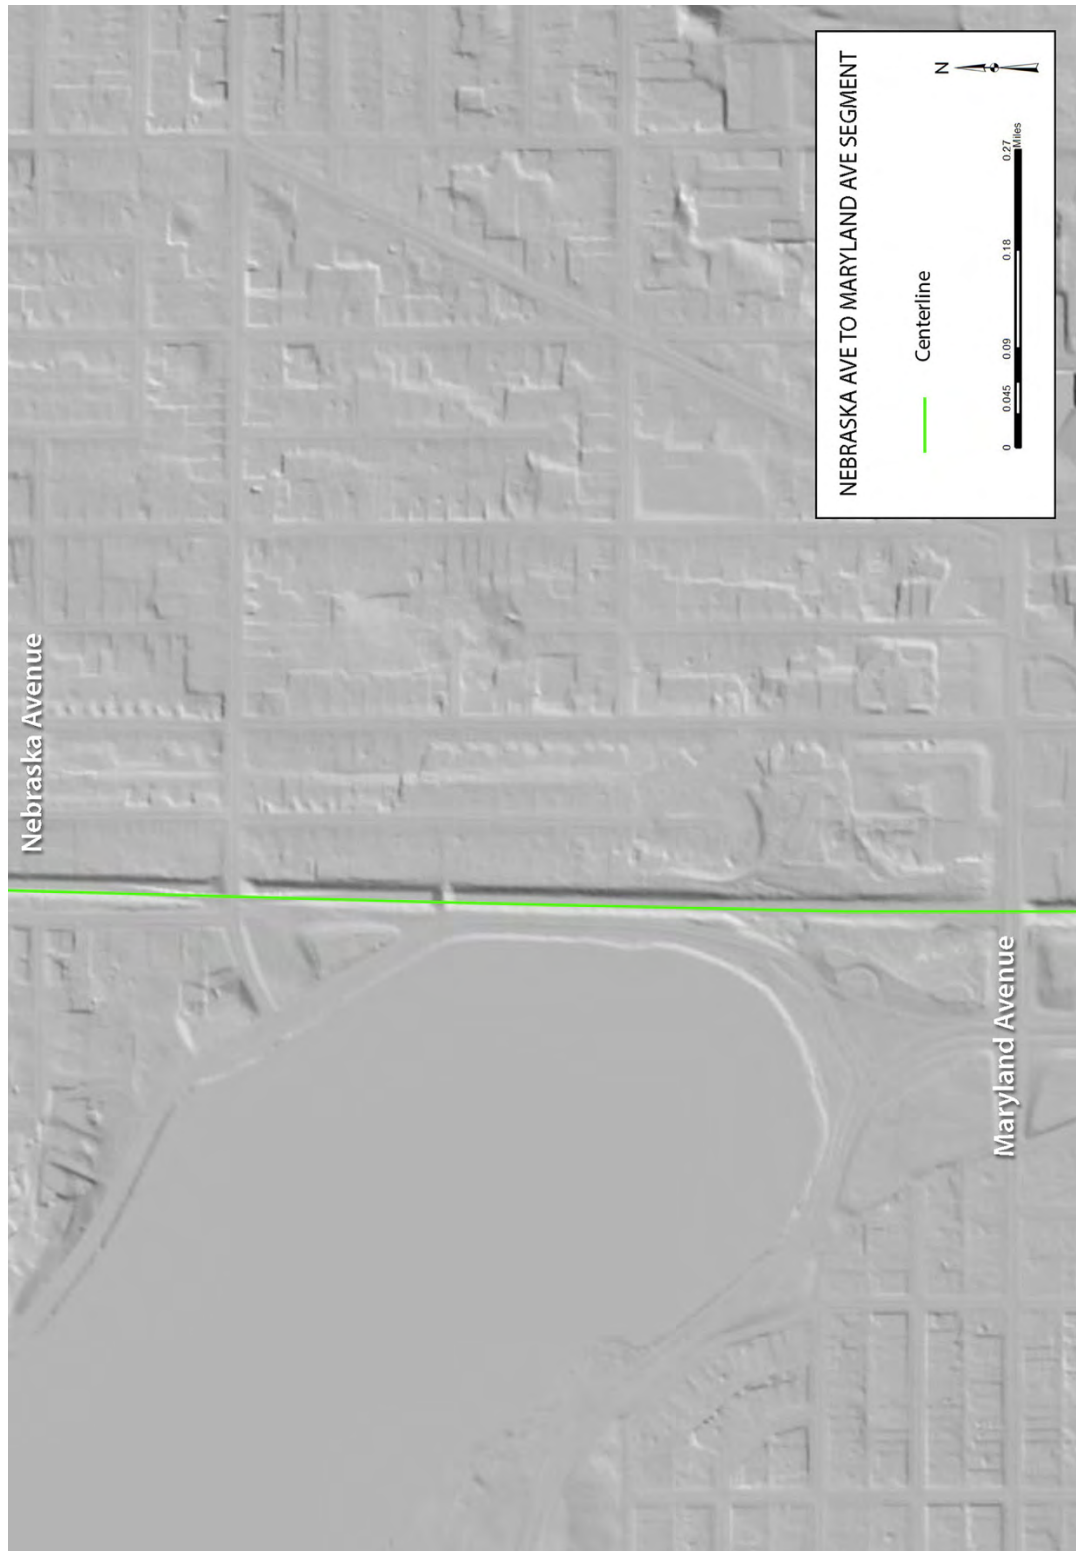 Nebraska Avenue
Maryland Avenue
NEBRASKA AVE TO MARYLAND AVE SEGMENT
N
Centerline
0 0.045 0.09 0.18 0.27
Miles